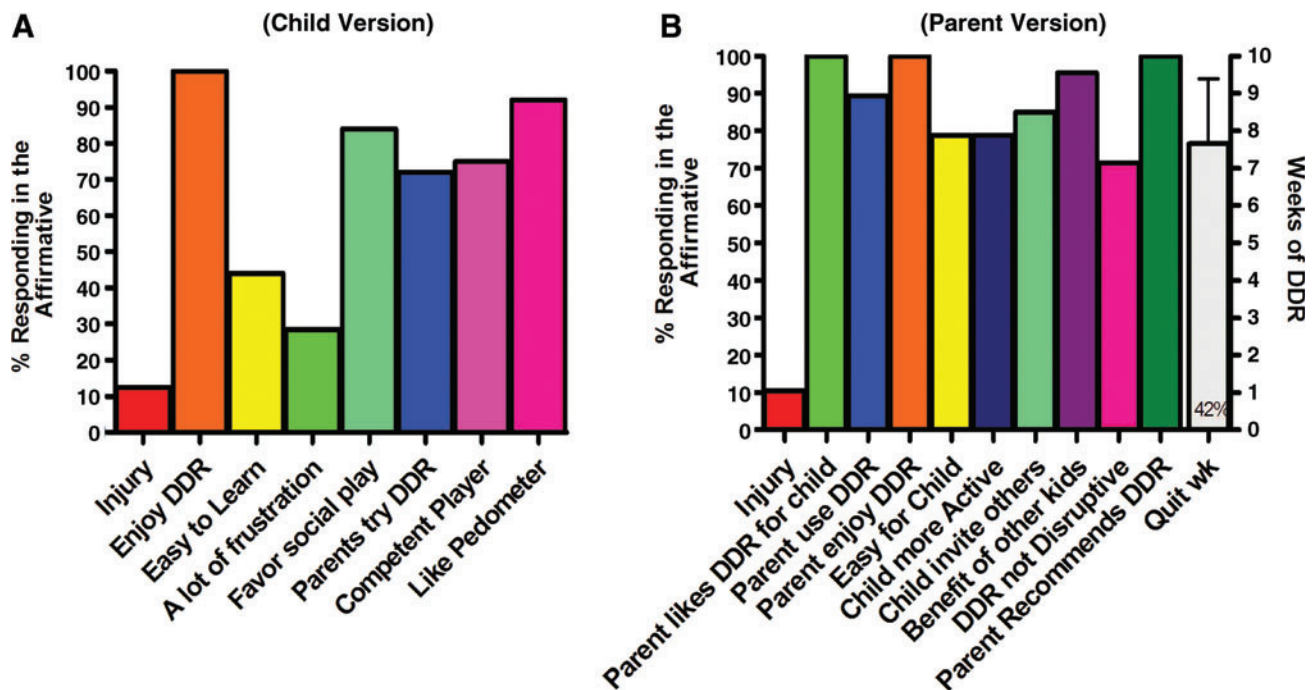 A
(Child Version)
% Responding in the
Affirmative
100
90
80
70
60
50
40
30
20
10
0
Injury
Enjoy DDR
Easy to Learn
A lot of frustration
Favor social play
Parents try DDR
Competent Player
Like Pedometer
B
(Parent Version)
% Responding in the
Affirmative
100
90
80
70
60
50
40
30
20
10
0
42%
10
9
8
7
6
5
4
3
2
1
0
Weeks of DDR
Injury
Parent likes DDR for child
Parent use DDR
Parent enjoy DDR
Easy for Child
Child more Active
Child invite others
Benefit of other kids
DDR not Disruptive
Parent Recommends DDR
Quit wk